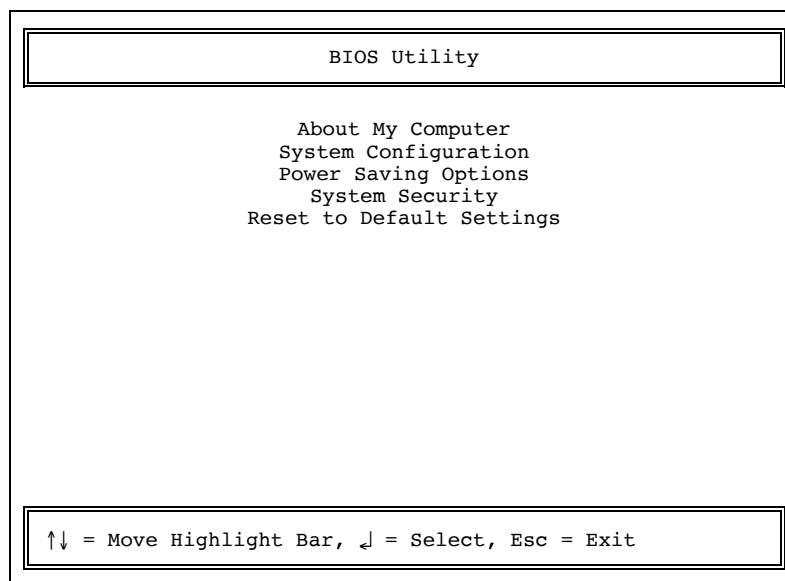 BIOS Utility
About My Computer
System Configuration
Power Saving Options
System Security
Reset to Default Settings
↑↓ = Move Highlight Bar, ↲ = Select, Esc = Exit